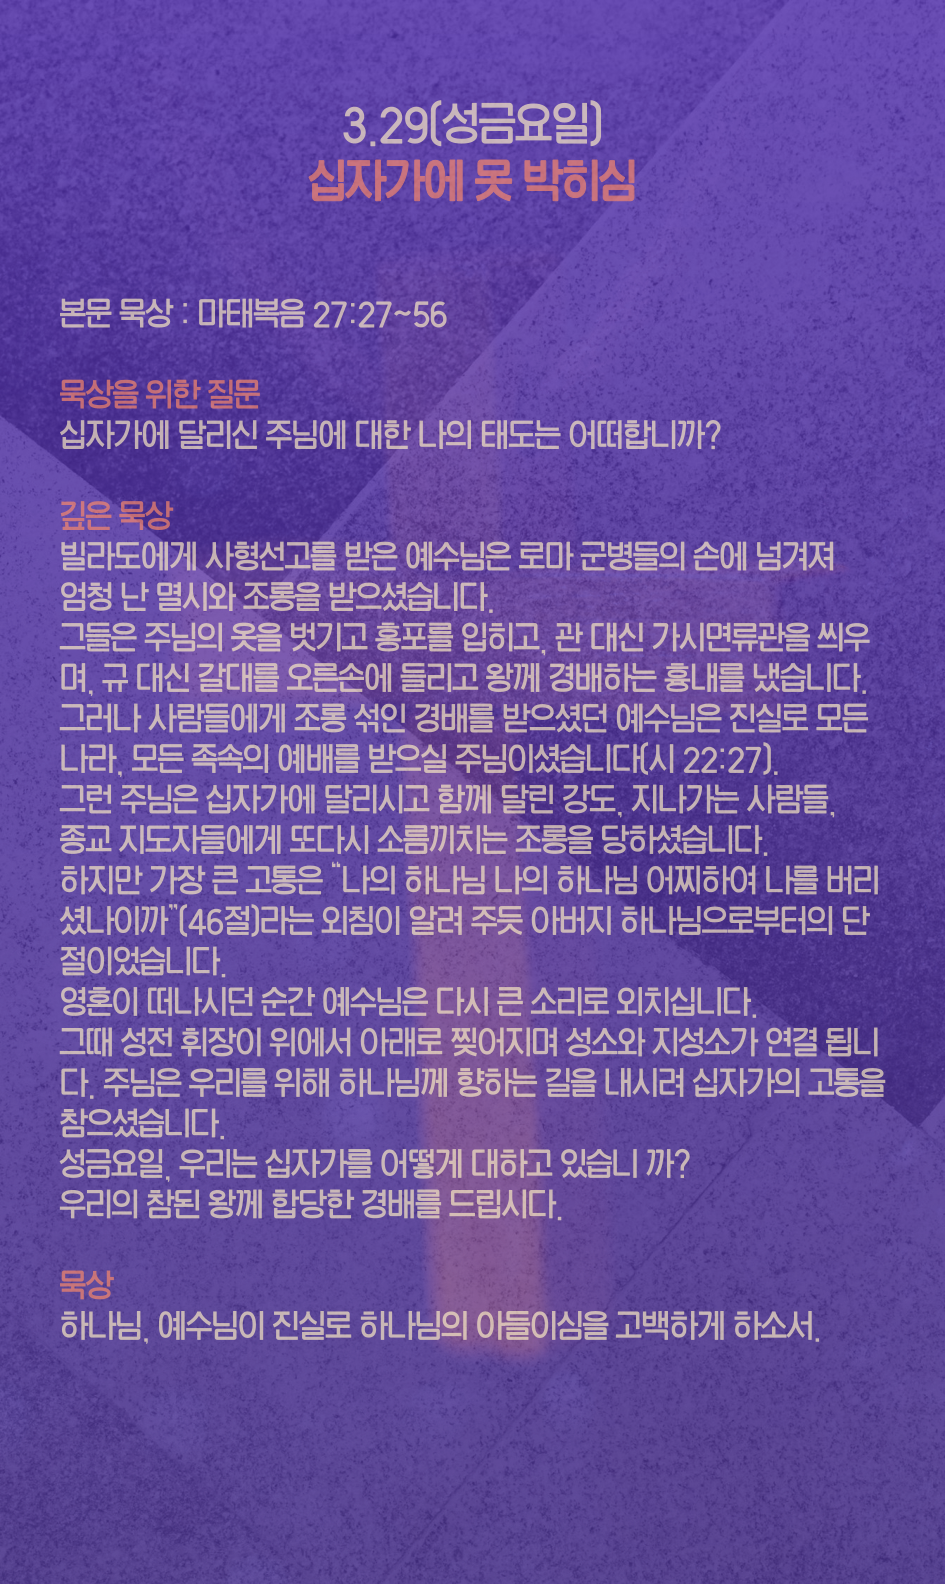 3.29(성금요일)
십자가에 못 박히심
본문 묵상 : 마태복음 27:27~56
묵상을 위한 질문
십자가에 달리신 주님에 대한 나의 태도는 어떠합니까?
깊은 묵상
빌라도에게 사형선고를 받은 예수님은 로마 군병들의 손에 넘겨져
엄청 난 멸시와 조롱을 받으셨습니다.
그들은 주님의 옷을 벗기고 홍포를 입히고, 관 대신 가시면류관을 씌우
며, 규 대신 갈대를 오른손에 들리고 왕께 경배하는 흉내를 냈습니다.
그러나 사람들에게 조롱 섞인 경배를 받으셨던 예수님은 진실로 모든
나라, 모든 족속의 예배를 받으실 주님이셨습니다(시 22:27).
그런 주님은 십자가에 달리시고 함께 달린 강도, 지나가는 사람들,
종교 지도자들에게 또다시 소름끼치는 조롱을 당하셨습니다.
하지만 가장 큰 고통은 “나의 하나님 나의 하나님 어찌하여 나를 버리
셨나이까”(46절)라는 외침이 알려 주듯 아버지 하나님으로부터의 단
절이었습니다.
영혼이 떠나시던 순간 예수님은 다시 큰 소리로 외치십니다.
그때 성전 휘장이 위에서 아래로 찢어지며 성소와 지성소가 연결 됩니
다. 주님은 우리를 위해 하나님께 향하는 길을 내시려 십자가의 고통을
참으셨습니다.
성금요일, 우리는 십자가를 어떻게 대하고 있습니 까?
우리의 참된 왕께 합당한 경배를 드립시다.
묵상
하나님, 예수님이 진실로 하나님의 아들이심을 고백하게 하소서.